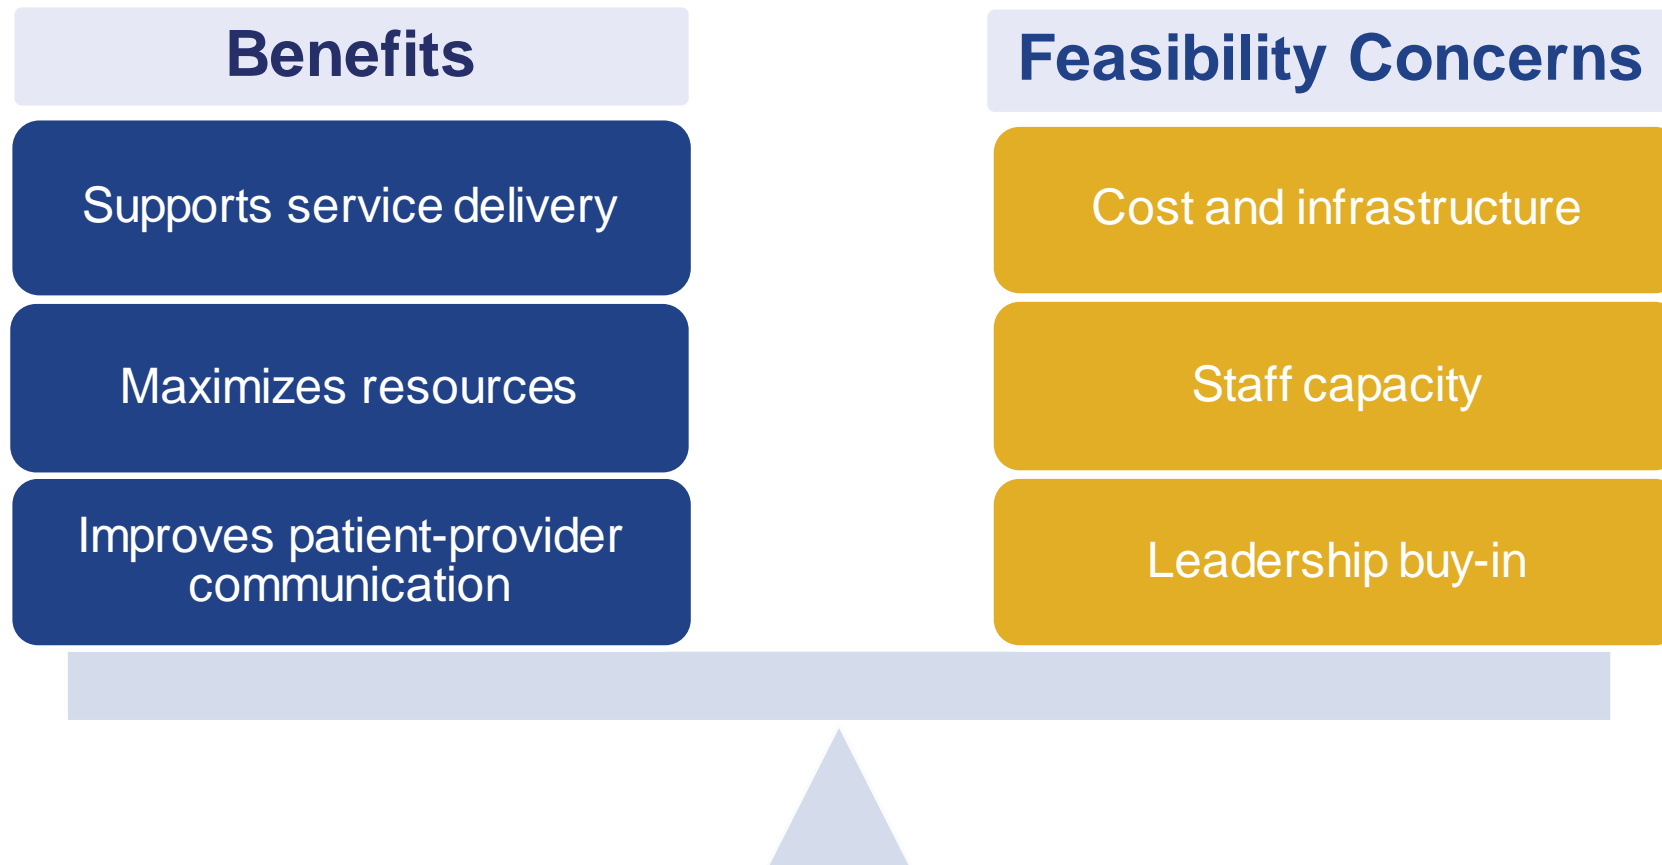 Benefits
Supports service delivery
Maximizes resources
Improves patient-provider
communication
Feasibility Concerns
Cost and infrastructure
Staff capacity
Leadership buy-in